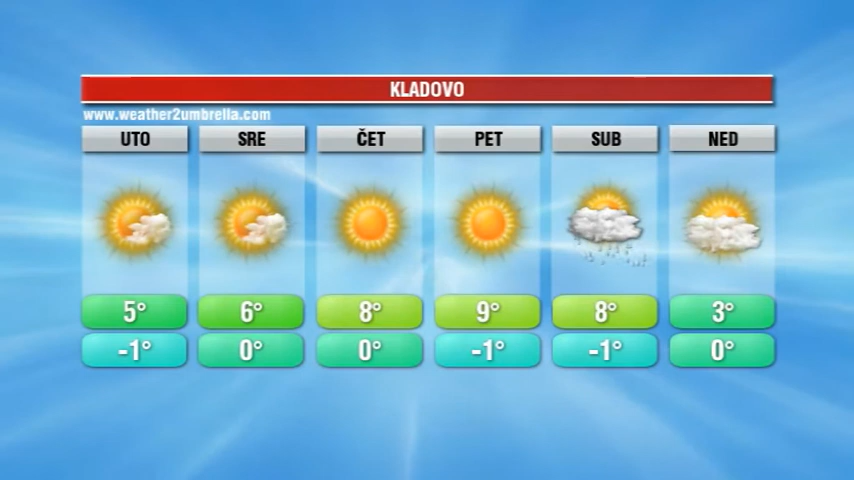 KLADOVO
www.weather2umbrella.com
UTO SRE ČET PET SUB NED
5° 6° 8° 9° 8° 3°
-1° 0° 0° -1° -1° 0°